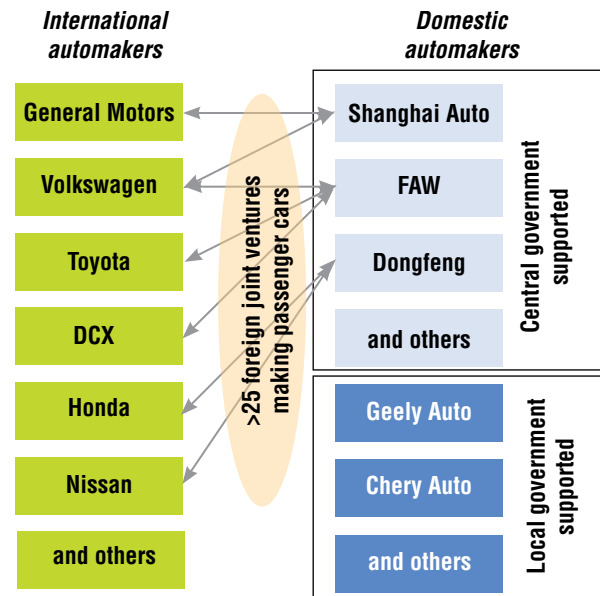 International
automakers
Domestic
automakers
General Motors
Volkswagen
Toyota
DCX
Honda
Nissan
and others
>25 foreign joint ventures
making passenger cars
Shanghai Auto
FAW
Dongfeng
and others
Central government
supported
Geely Auto
Chery Auto
and others
Local government
supported